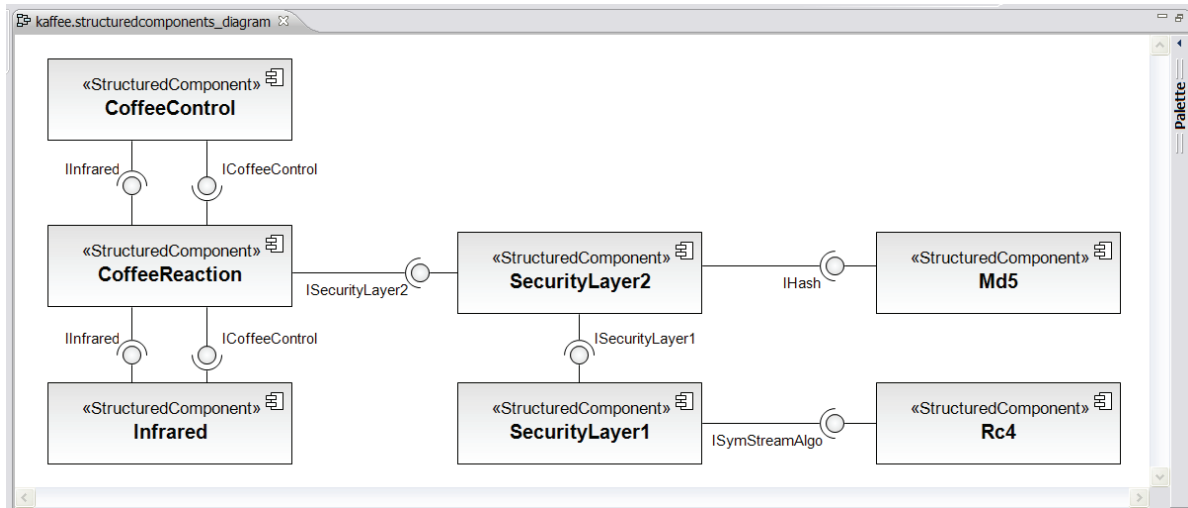 kaffee.structuredcomponents_diagram
Palette
«StructuredComponent»
CoffeeControl
IInfrared
ICoffeeControl
«StructuredComponent»
CoffeeReaction
ISecurityLayer2
«StructuredComponent»
SecurityLayer2
IHash
«StructuredComponent»
Md5
IInfrared
ICoffeeControl
ISecurityLayer1
«StructuredComponent»
Infrared
«StructuredComponent»
SecurityLayer1
ISymStreamAlgo
«StructuredComponent»
Rc4